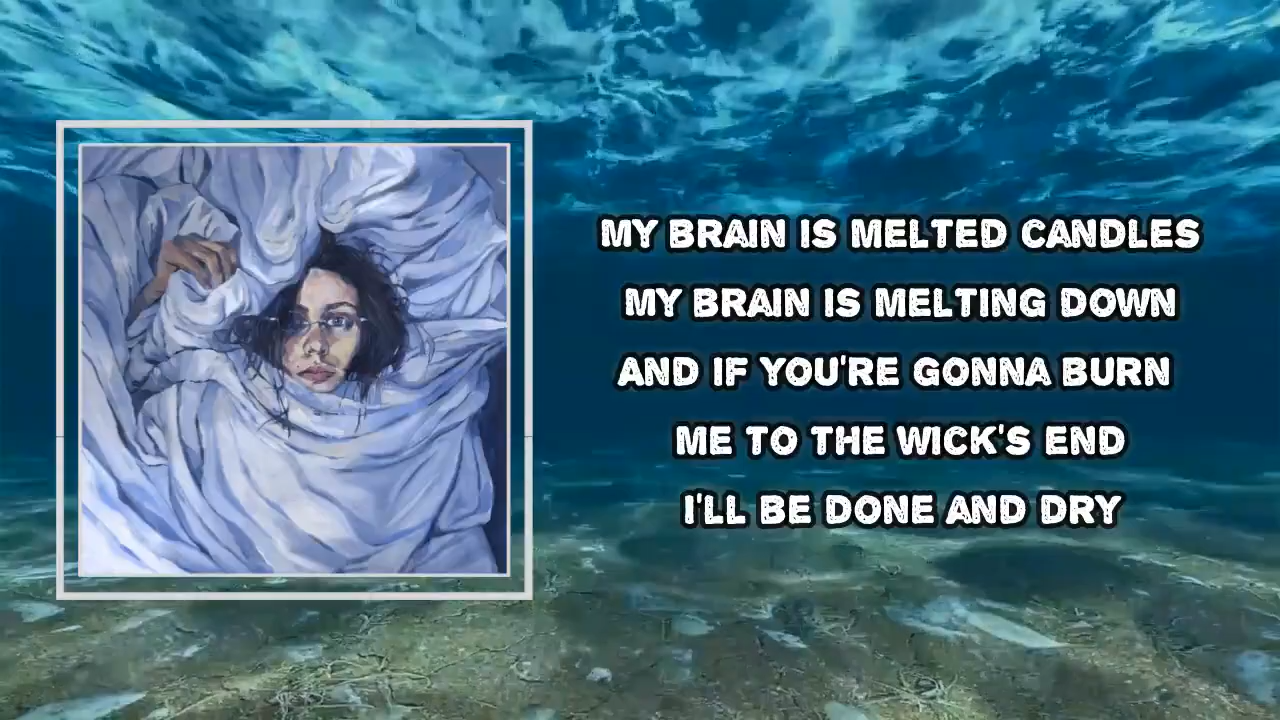 MY BRAIN IS MELTED CANDLES
MY BRAIN IS MELTING DOWN
AND IF YOU'RE GONNA BURN
ME TO THE WICK'S END
I'LL BE DONE AND DRY